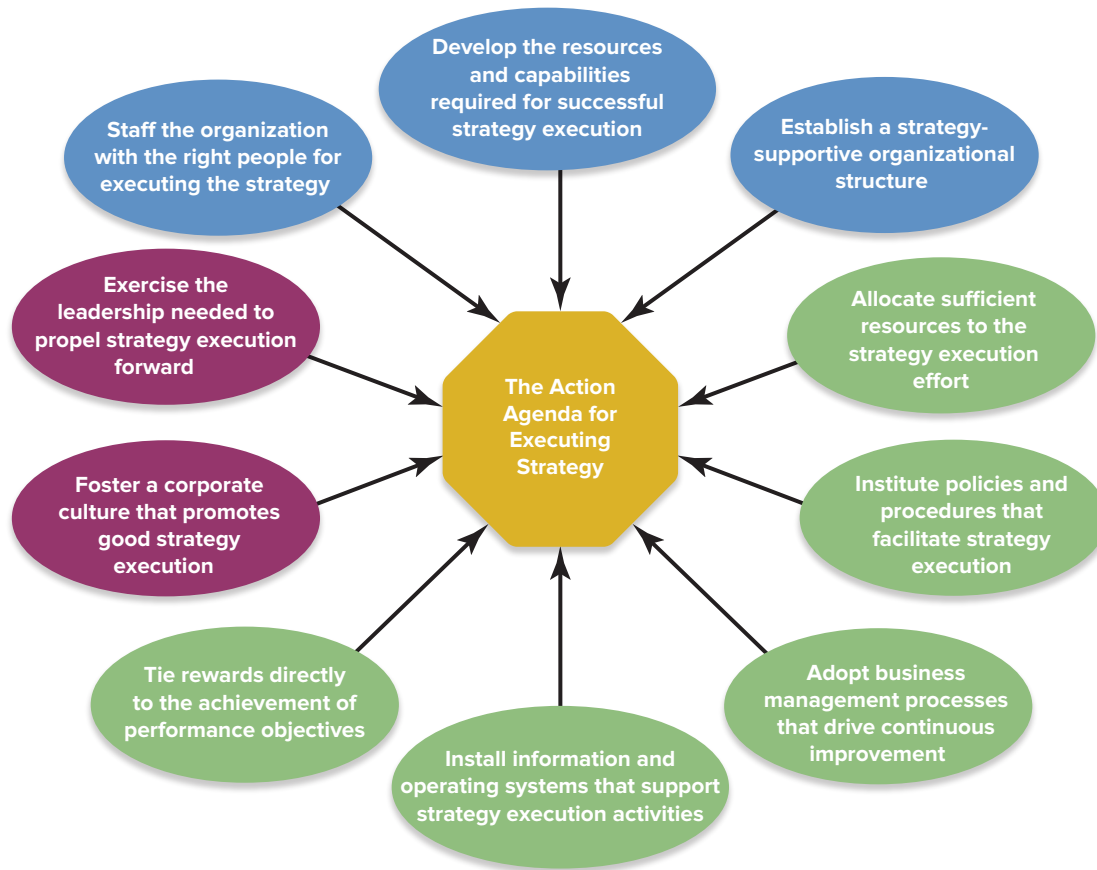 Develop the resources
and capabilities
required for successful
strategy execution
Staff the organization
with the right people for
executing the strategy
Establish a strategy-
supportive organizational
structure
Exercise the
leadership needed to
propel strategy execution
forward
Allocate sufficient
resources to the
strategy execution
effort
The Action
Agenda for
Executing
Strategy
Foster a corporate
culture that promotes
good strategy
execution
Institute policies and
procedures that
facilitate strategy
execution
Tie rewards directly
to the achievement of
performance objectives
Adopt business
management processes
that drive continuous
improvement
Install information and
operating systems that support
strategy execution activities